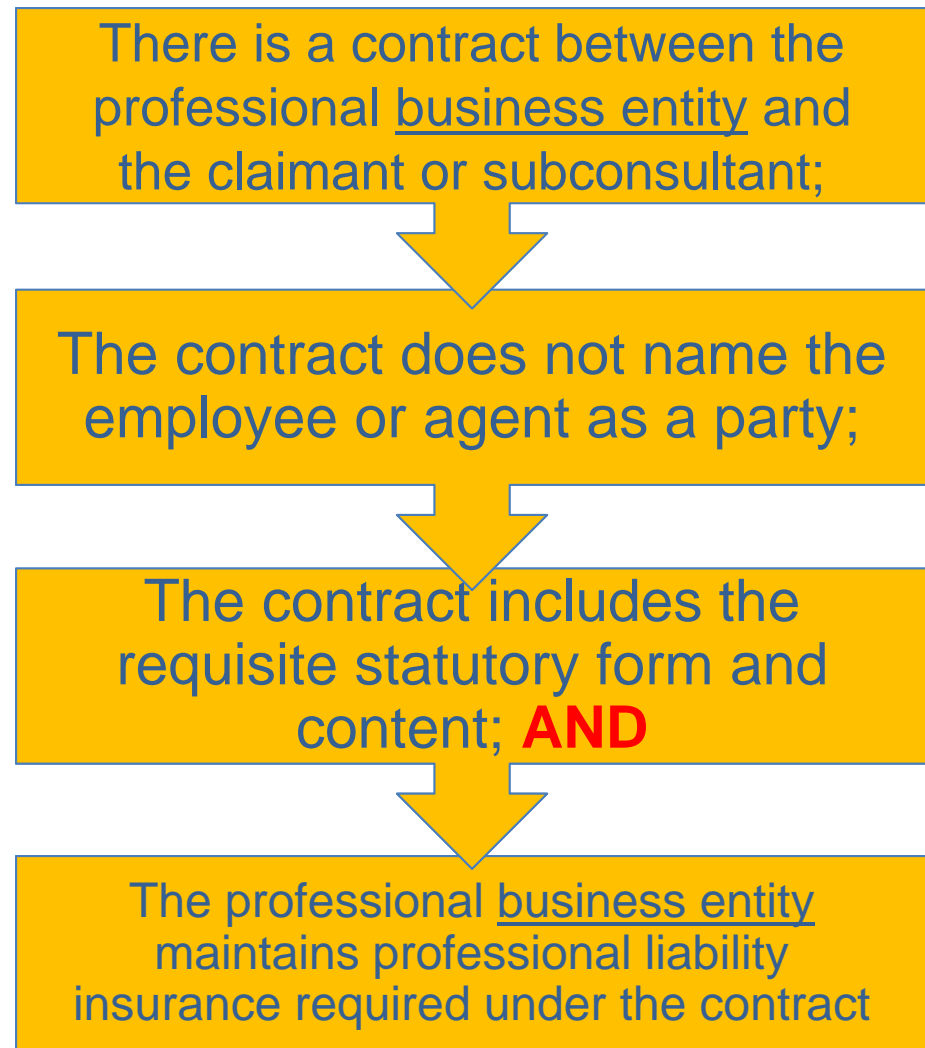 There is a contract between the
professional business entity and
the claimant or subconsultant;
The contract does not name the
employee or agent as a party;
The contract includes the
requisite statutory form and
content; AND
The professional business entity
maintains professional liability
insurance required under the contract